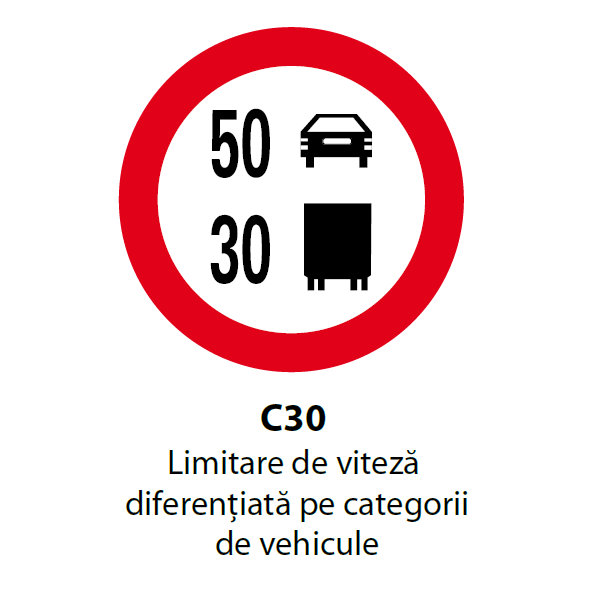 50
30
C30
Limitare de viteză
diferențiată pe categorii
de vehicule